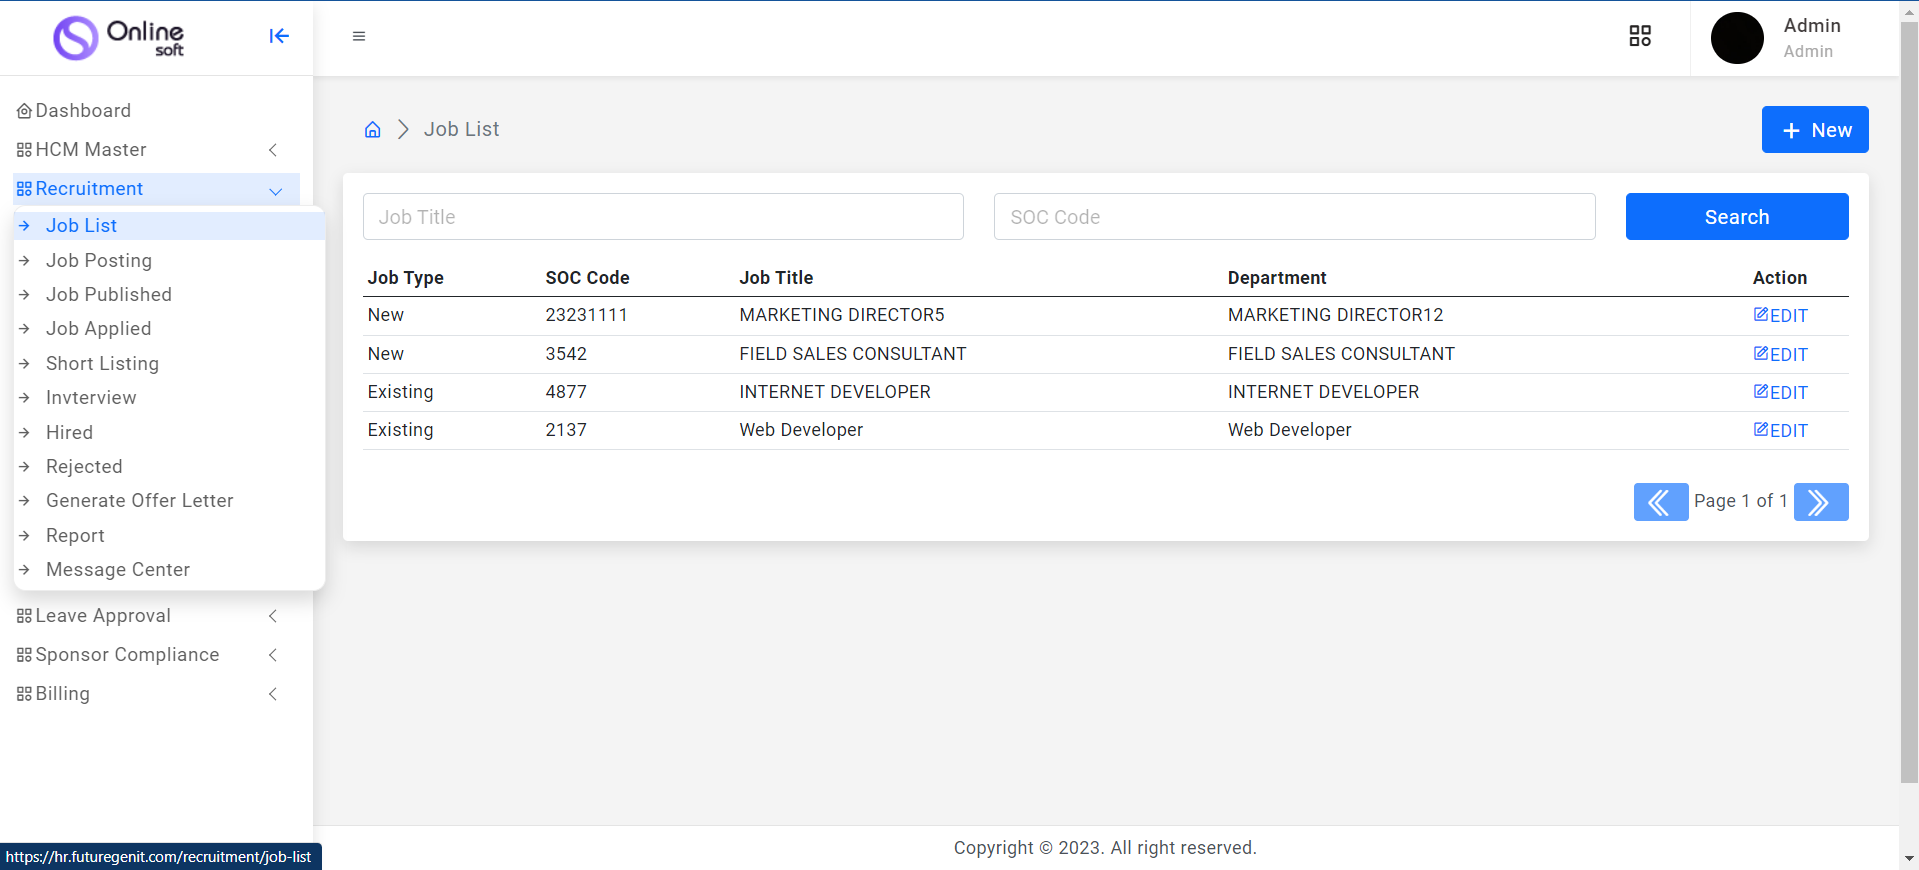 Online
soft
Admin
Admin
Dashboard
HCM Master
Recruitment
Job List
Job Posting
Job Published
Job Applied
Short Listing
Invterview
Hired
Rejected
Generate Offer Letter
Report
Message Center
Leave Approval
Sponsor Compliance
Billing
Job List
New
Job Title SOC Code Search
Job Type SOC Code Job Title Department Action
New 23231111 MARKETING DIRECTOR5 MARKETING DIRECTOR12 EDIT
New 3542 FIELD SALES CONSULTANT FIELD SALES CONSULTANT EDIT
Existing 4877 INTERNET DEVELOPER INTERNET DEVELOPER EDIT
Existing 2137 Web Developer Web Developer EDIT
Page 1 of 1
Copyright © 2023. All right reserved.
https://hr.futuregenit.com/recruitment/job-list